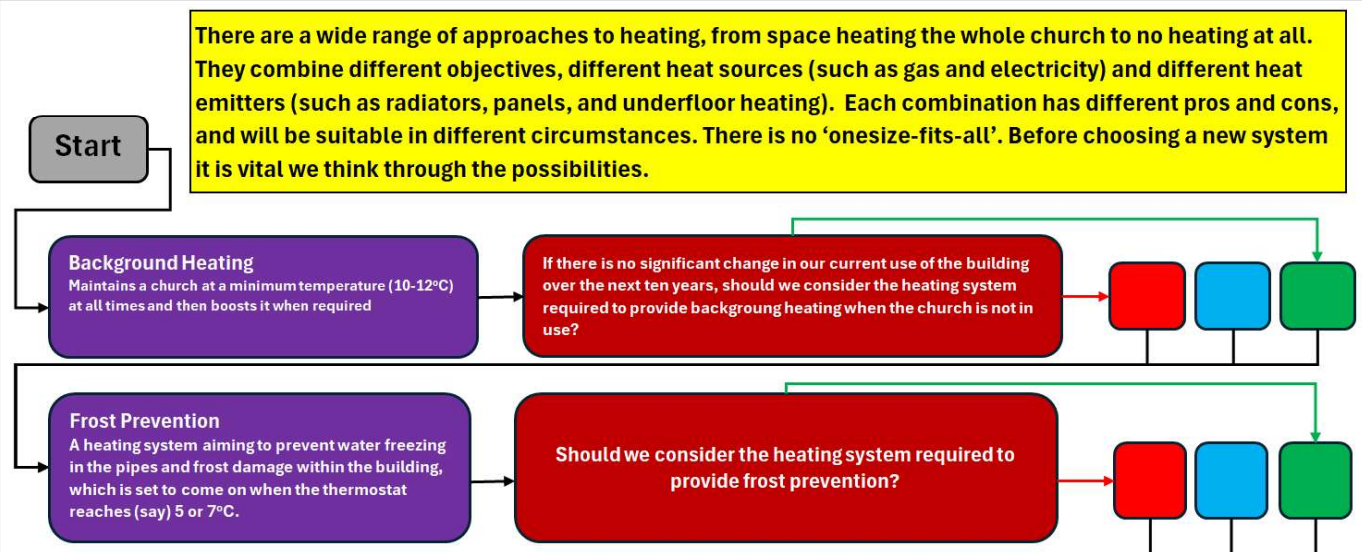 There are a wide range of approaches to heating, from space heating the whole church to no heating at all.
They combine different objectives, different heat sources (such as gas and electricity) and different heat
emitters (such as radiators, panels, and underfloor heating).  Each combination has different pros and cons,
and will be suitable in different circumstances. There is no ‘onesize-fits-all’. Before choosing a new system
it is vital we think through the possibilities.
Start
Background Heating
Maintains a church at a minimum temperature (10-12ºC)
at all times and then boosts it when required
If there is no significant change in our current use of the building
over the next ten years, should we consider the heating system
required to provide backgroung heating when the church is not in
use?
Frost Prevention
A heating system aiming to prevent water freezing
in the pipes and frost damage within the building,
which is set to come on when the thermostat
reaches (say) 5 or 7ºC.
Should we consider the heating system required to
provide frost prevention?